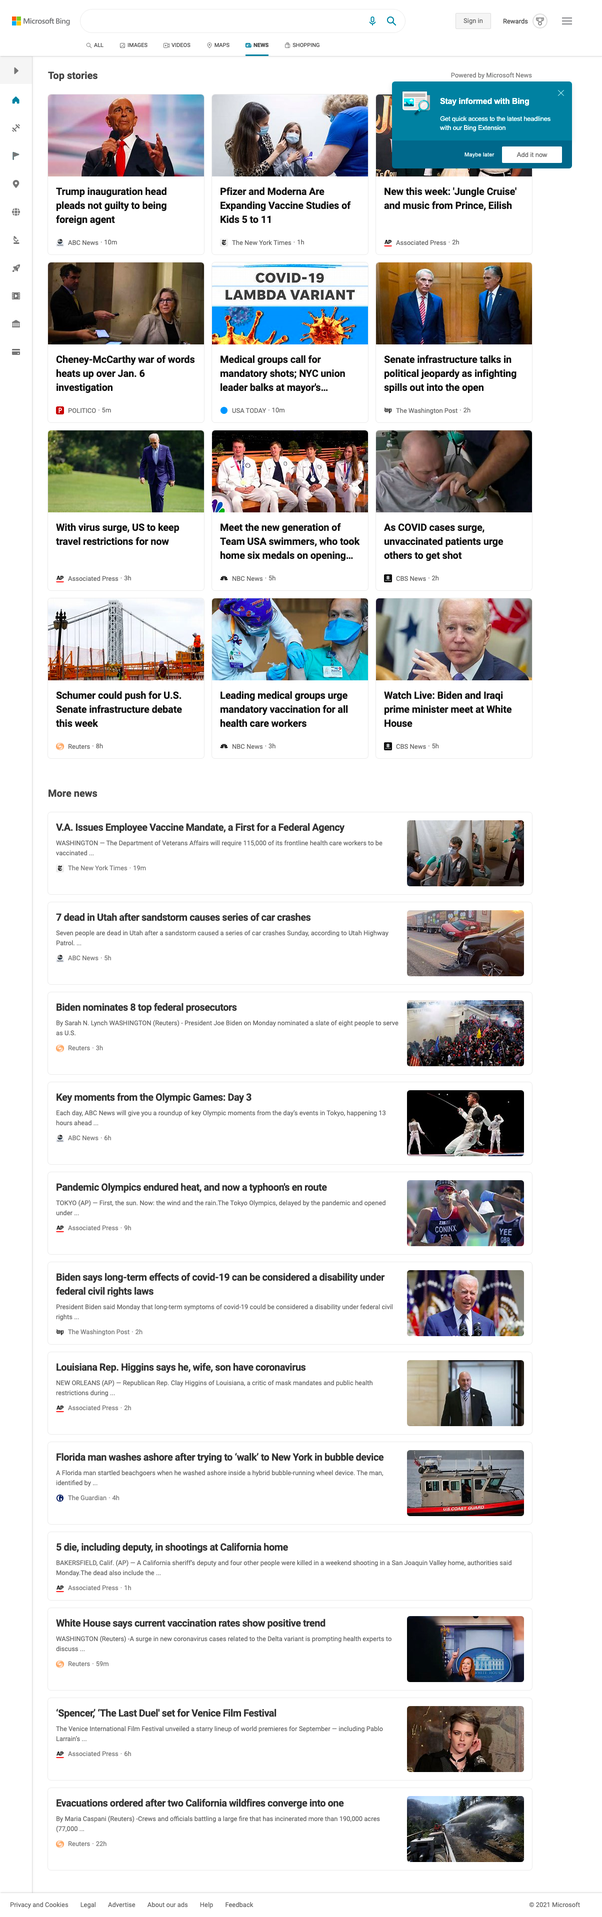 Microsoft Bing
Sign in
Rewards
ALL
IMAGES
VIDEOS
MAPS
NEWS
SHOPPING
Top stories
Powered by Microsoft News
Stay informed with Bing
Get quick access to the latest headlines
with our Bing Extension
Maybe later
Add it now
Trump inauguration head
pleads not guilty to being
foreign agent
ABC News · 10m
Pfizer and Moderna Are
Expanding Vaccine Studies of
Kids 5 to 11
The New York Times · 1h
New this week: 'Jungle Cruise'
and music from Prince, Eilish
AP Associated Press · 2h
Cheney-McCarthy war of words
heats up over Jan. 6
investigation
POLITICO · 5m
COVID-19
LAMBDA VARIANT
Medical groups call for
mandatory shots; NYC union
leader balks at mayor's...
USA TODAY · 10m
Senate infrastructure talks in
political jeopardy as infighting
spills out into the open
wp The Washington Post · 2h
With virus surge, US to keep
travel restrictions for now
AP Associated Press · 3h
Meet the new generation of
Team USA swimmers, who took
home six medals on opening...
NBC News · 5h
As COVID cases surge,
unvaccinated patients urge
others to get shot
CBS News · 2h
Schumer could push for U.S.
Senate infrastructure debate
this week
Reuters · 8h
Leading medical groups urge
mandatory vaccination for all
health care workers
NBC News · 3h
Watch Live: Biden and Iraqi
prime minister meet at White
House
CBS News · 5h
More news
V.A. Issues Employee Vaccine Mandate, a First for a Federal Agency
WASHINGTON — The Department of Veterans Affairs will require 115,000 of its frontline health care workers to be
vaccinated ...
The New York Times · 19m
7 dead in Utah after sandstorm causes series of car crashes
Seven people are dead in Utah after a sandstorm caused a series of car crashes Sunday, according to Utah Highway
Patrol. ...
ABC News · 5h
Biden nominates 8 top federal prosecutors
By Sarah N. Lynch WASHINGTON (Reuters) - President Joe Biden on Monday nominated a slate of eight people to serve
as U.S.
Reuters · 3h
Key moments from the Olympic Games: Day 3
Each day, ABC News will give you a roundup of key Olympic moments from the day's events in Tokyo, happening 13
hours ahead ...
ABC News · 6h
Pandemic Olympics endured heat, and now a typhoon's en route
TOKYO (AP) — First, the sun. Now: the wind and the rain.The Tokyo Olympics, delayed by the pandemic and opened
under ...
AP Associated Press · 9h
CONINX
YEE
GBR
Biden says long-term effects of covid-19 can be considered a disability under
federal civil rights laws
President Biden said Monday that long-term symptoms of covid-19 could be considered a disability under federal civil
rights ...
wp The Washington Post · 2h
Louisiana Rep. Higgins says he, wife, son have coronavirus
NEW ORLEANS (AP) — Republican Rep. Clay Higgins of Louisiana, a critic of mask mandates and public health
restrictions during ...
AP Associated Press · 2h
Florida man washes ashore after trying to 'walk' to New York in bubble device
A Florida man startled beachgoers when he washed ashore inside a hybrid bubble-running wheel device. The man,
identified by ...
The Guardian · 4h
U.S. COAST GUARD
5 die, including deputy, in shootings at California home
BAKERSFIELD, Calif. (AP) — A California sheriff's deputy and four other people were killed in a weekend shooting in a San Joaquin Valley home, authorities said
Monday.The dead also include the ...
AP Associated Press · 1h
White House says current vaccination rates show positive trend
WASHINGTON (Reuters) -A surge in new coronavirus cases related to the Delta variant is prompting health experts to
discuss ...
Reuters · 59m
'Spencer,' 'The Last Duel' set for Venice Film Festival
The Venice International Film Festival unveiled a starry lineup of world premieres for September — including Pablo
Larraín's ...
AP Associated Press · 6h
Evacuations ordered after two California wildfires converge into one
By Maria Caspani (Reuters) -Crews and officials battling a large fire that has incinerated more than 190,000 acres
(77,000 ...
Reuters · 22h
Privacy and Cookies
Legal
Advertise
About our ads
Help
Feedback
© 2021 Microsoft